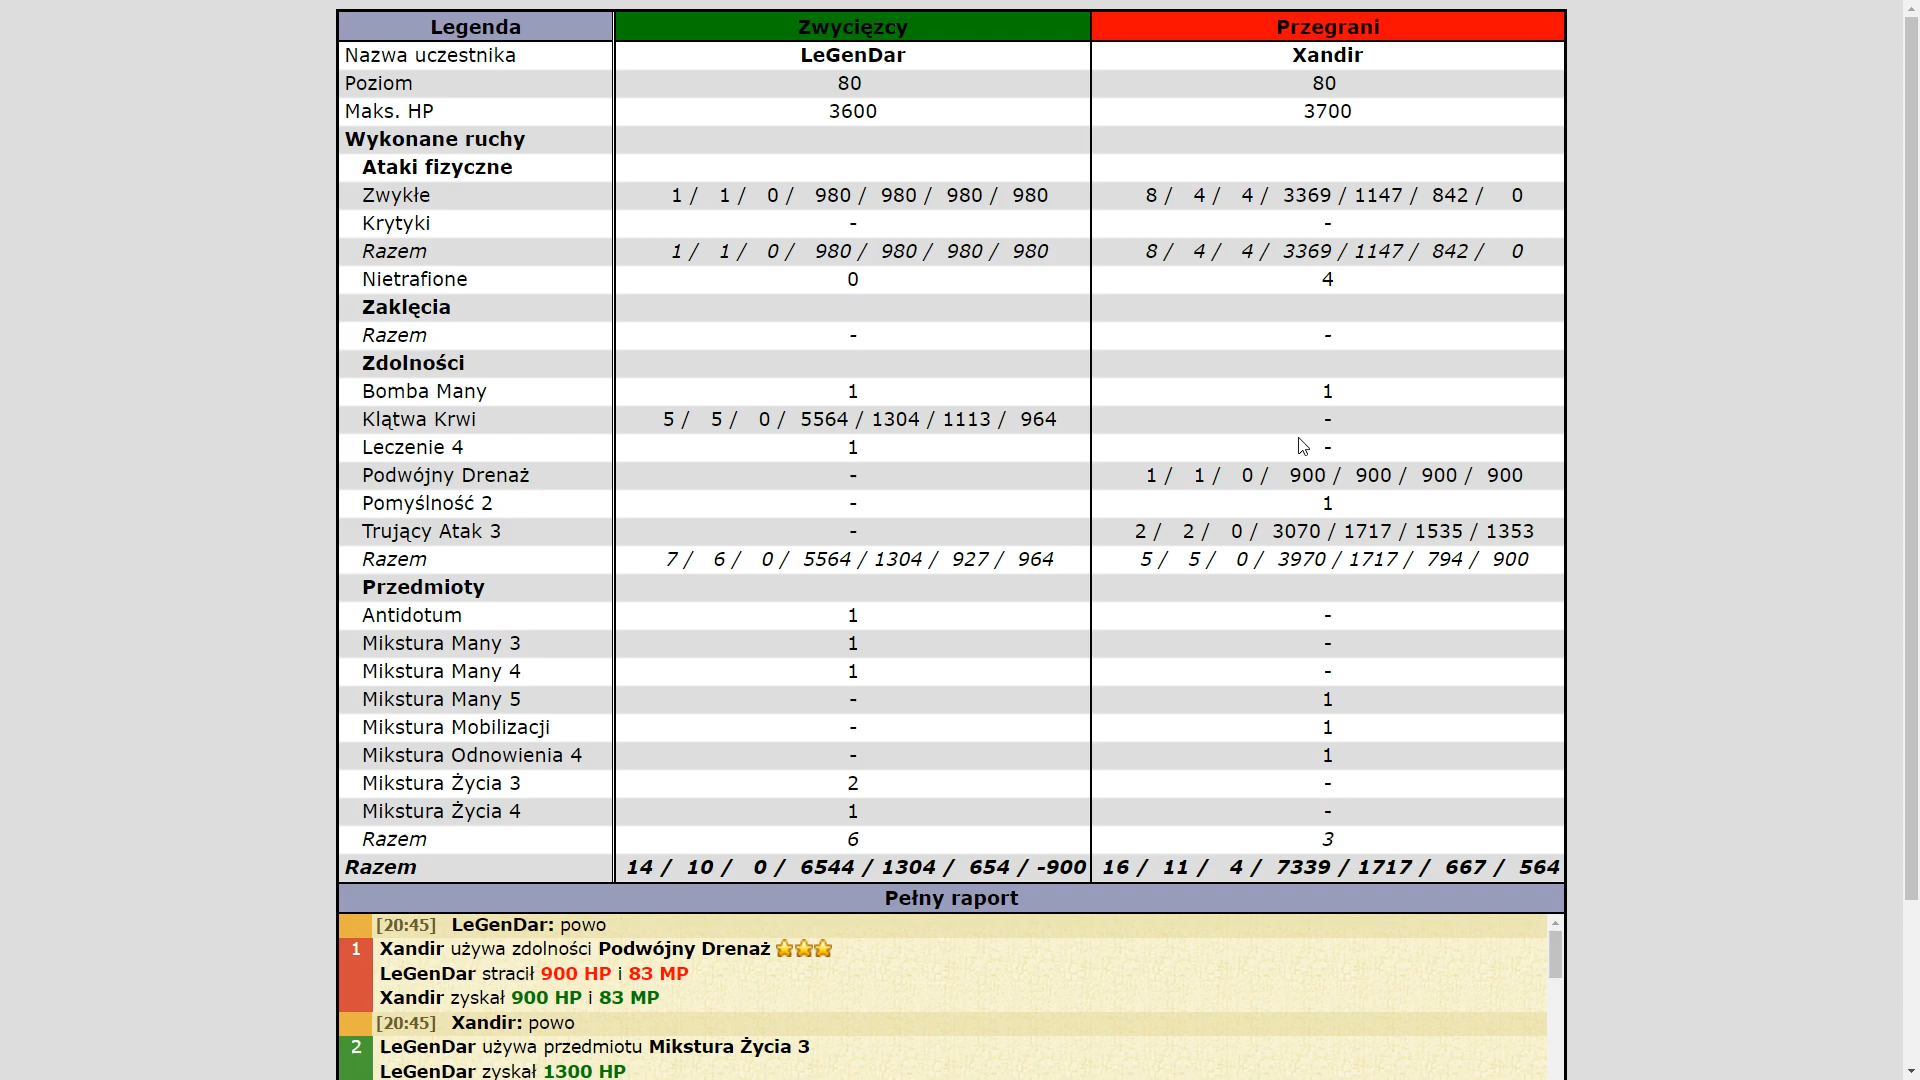 Legenda Zwycięzcy Przegrani
Nazwa uczestnika LeGenDar Xandir
Poziom 80 80
Maks. HP 3600 3700
Wykonane ruchy
Ataki fizyczne
Zwykłe 1 / 1 / 0 / 980 / 980 / 980 / 980 8 / 4 / 4 / 3369 / 1147 / 842 / 0
Krytyki - -
Razem 1 / 1 / 0 / 980 / 980 / 980 / 980 8 / 4 / 4 / 3369 / 1147 / 842 / 0
Nietrafione 0 4
Zaklęcia
Razem - -
Zdolności
Bomba Many 1 1
Klątwa Krwi 5 / 5 / 0 / 5564 / 1304 / 1113 / 964 -
Leczenie 4 1 -
Podwójny Drenaż - 1 / 1 / 0 / 900 / 900 / 900 / 900
Pomyślność 2 - 1
Trujący Atak 3 - 2 / 2 / 0 / 3070 / 1717 / 1535 / 1353
Razem 7 / 6 / 0 / 5564 / 1304 / 927 / 964 5 / 5 / 0 / 3970 / 1717 / 794 / 900
Przedmioty
Antidotum 1 -
Mikstura Many 3 1 -
Mikstura Many 4 1 -
Mikstura Many 5 - 1
Mikstura Mobilizacji - 1
Mikstura Odnowienia 4 - 1
Mikstura Życia 3 2 -
Mikstura Życia 4 1 -
Razem 6 3
Razem 14 / 10 / 0 / 6544 / 1304 / 654 / -900 16 / 11 / 4 / 7339 / 1717 / 667 / 564
Pełny raport
[20:45] LeGenDar: powo
1 Xandir używa zdolności Podwójny Drenaż
LeGenDar stracił 900 HP i 83 MP
Xandir zyskał 900 HP i 83 MP
[20:45] Xandir: powo
2 LeGenDar używa przedmiotu Mikstura Życia 3
LeGenDar zyskał 1300 HP